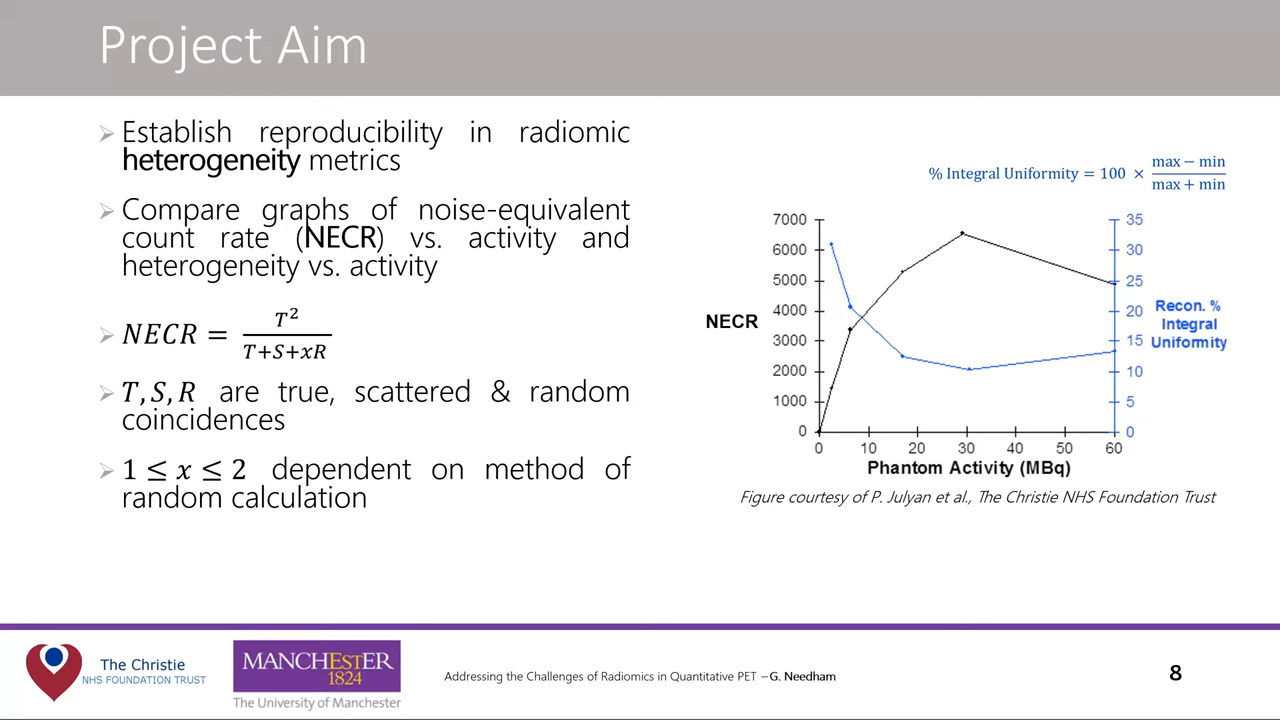 Project Aim
Establish reproducibility in radiomic
heterogeneity metrics
Compare graphs of noise-equivalent
count rate (NECR) vs. activity and
heterogeneity vs. activity
NECR = T²/(T+S+xR)
T, S, R are true, scattered & random
coincidences
1 ≤ x ≤ 2 dependent on method of
random calculation
% Integral Uniformity = 100 × (max − min)/(max + min)
7000
6000
5000
4000
3000
2000
1000
0
NECR
35
30
25
20
15
10
5
0
Recon. %
Integral
Uniformity
0 10 20 30 40 50 60
Phantom Activity (MBq)
Figure courtesy of P. Julyan et al., The Christie NHS Foundation Trust
The Christie
NHS FOUNDATION TRUST
MANCHESTER
1824
The University of Manchester
Addressing the Challenges of Radiomics in Quantitative PET –G. Needham
8